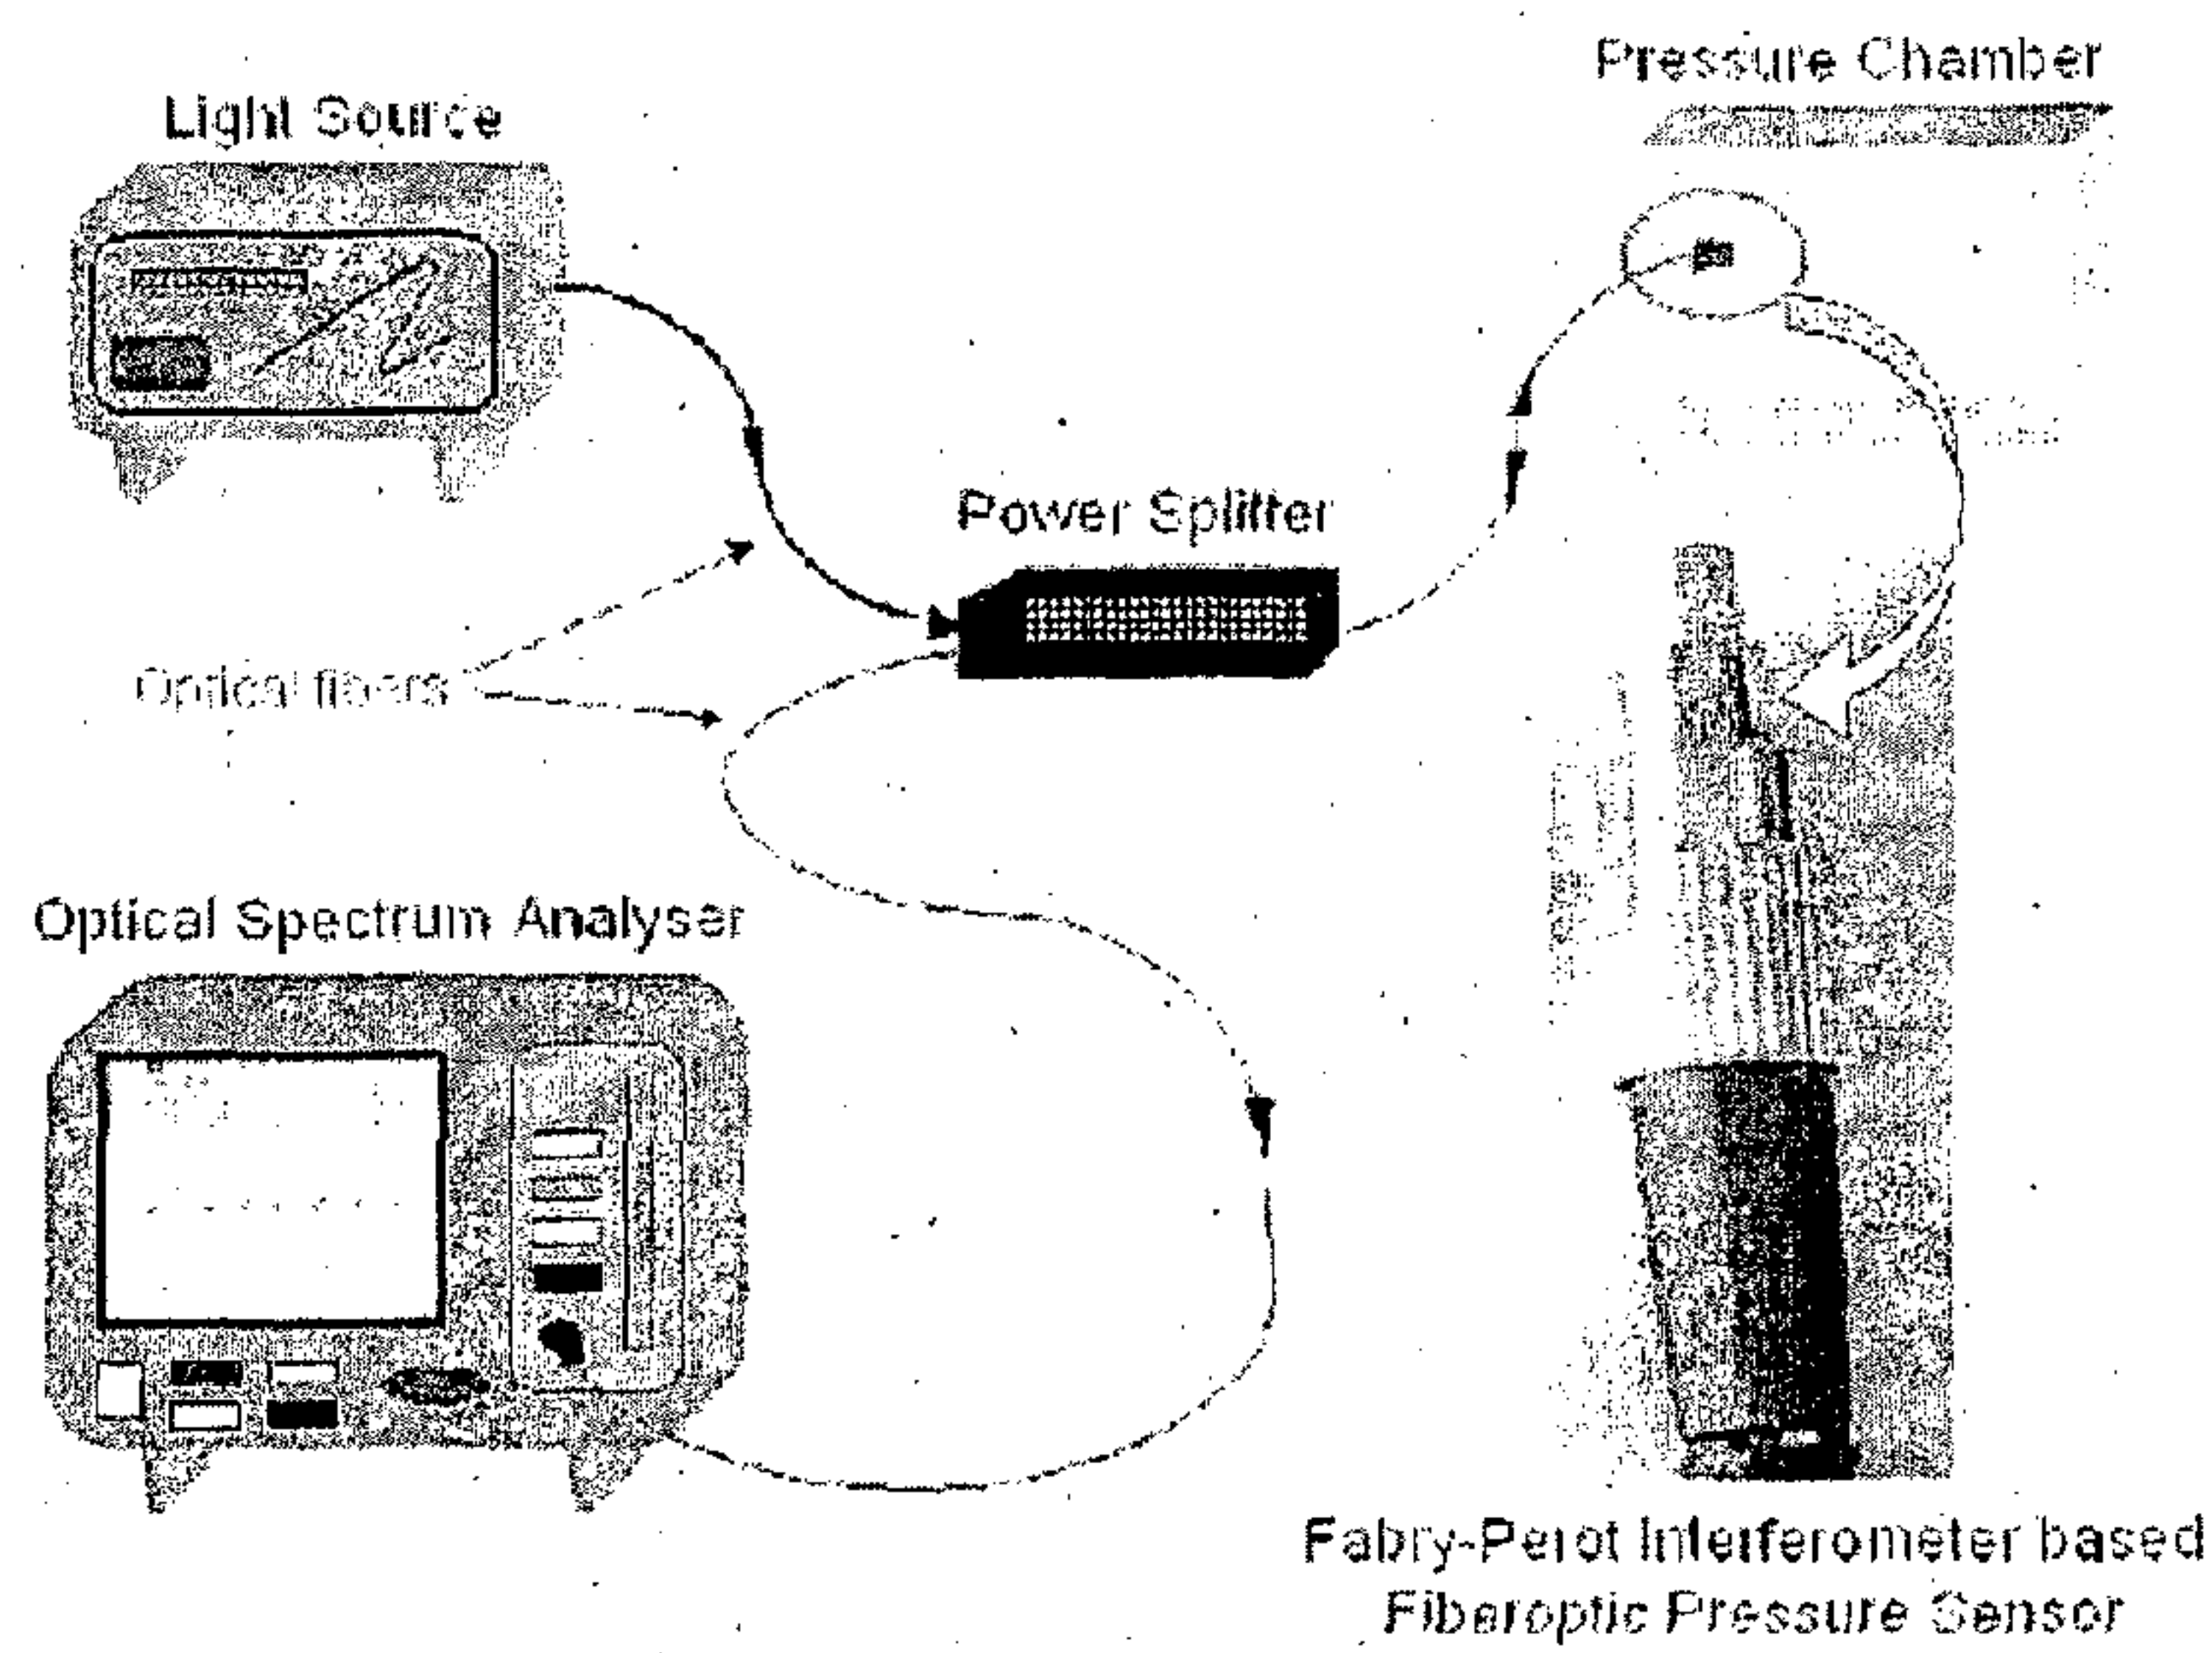 Pressure Chamber
Light Source
Power Splitter
Optical fibers
Optical Spectrum Analyser
Fabry-Perot Interferometer based
Fiberoptic Pressure Sensor